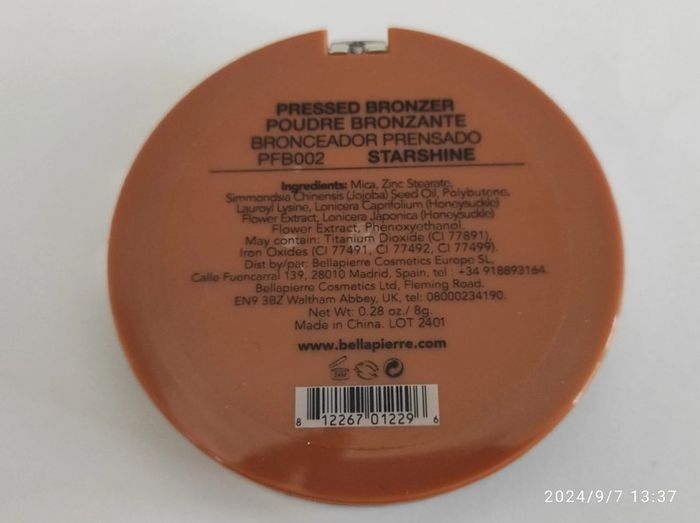 PRESSED BRONZER
POUDRE BRONZANTE
BRONCEADOR PRENSADO
PFB002 STARSHINE
Ingredients: Mica, Zinc Stearate,
Simmondsia Chinensis (Jojoba) Seed Oil, Polybutene,
Lauroyl Lysine, Lonicera Caprifolium (Honeysuckle)
Flower Extract, Lonicera Japonica (Honeysuckle)
Flower Extract, Phenoxyethanol.
May contain: Titanium Dioxide (CI 77891),
Iron Oxides (CI 77491, CI 77492, CI 77499).
Dist by/par: Bellapierre Cosmetics Europe SL,
Calle Fuencarral 139, 28010 Madrid, Spain, tel : +34 918893164
Bellapierre Cosmetics Ltd, Fleming Road,
EN9 3BZ Waltham Abbey, UK, tel: 08000234190.
Net Wt: 0.28 oz./ 8g.
Made in China. LOT 2401
www.bellapierre.com
24M
8 12267 01229 6
2024/9/7 13:37